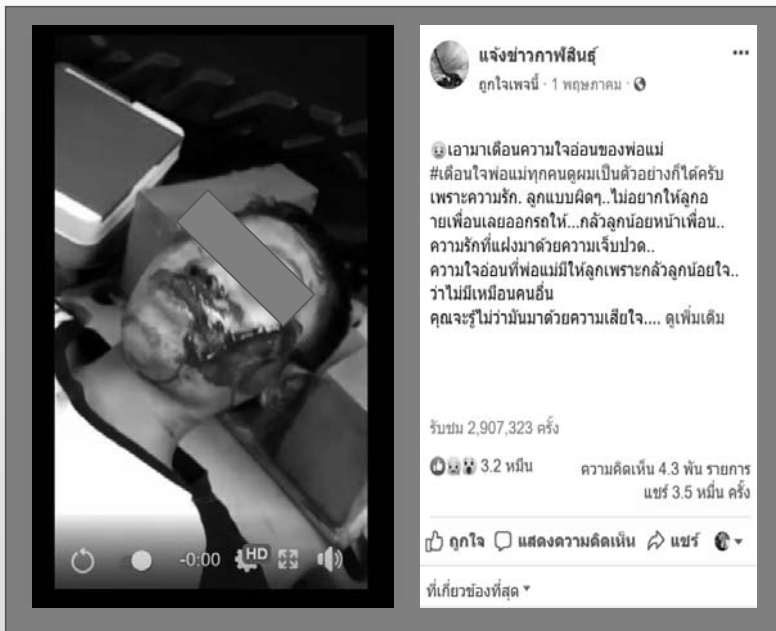 -0:00
HD
แจ้งข่าวกาฬสินธุ์
ถูกใจเพจนี้ · 1 พฤษภาคม ·
เอามาเตือนความใจอ่อนของพ่อแม่
#เตือนใจพ่อแม่ทุกคนดูผมเป็นตัวอย่างก็ได้ครับ
เพราะความรัก. ลูกแบบผิดๆ..ไม่อยากให้ลูกอ
ายเพื่อนเลยออกรถให้...กลัวลูกน้อยหน้าเพื่อน..
ความรักที่แฝงมาด้วยความเจ็บปวด..
ความใจอ่อนที่พ่อแม่มีให้ลูกเพราะกลัวลูกน้อยใจ..
ว่าไม่มีเหมือนคนอื่น
คุณจะรู้ไม่ว่ามันมาด้วยความเสียใจ.... ดูเพิ่มเติม
รับชม 2,907,323 ครั้ง
3.2 หมื่น
ความคิดเห็น 4.3 พัน รายการ
แชร์ 3.5 หมื่น ครั้ง
ถูกใจ แสดงความคิดเห็น แชร์
ที่เกี่ยวข้องที่สุด